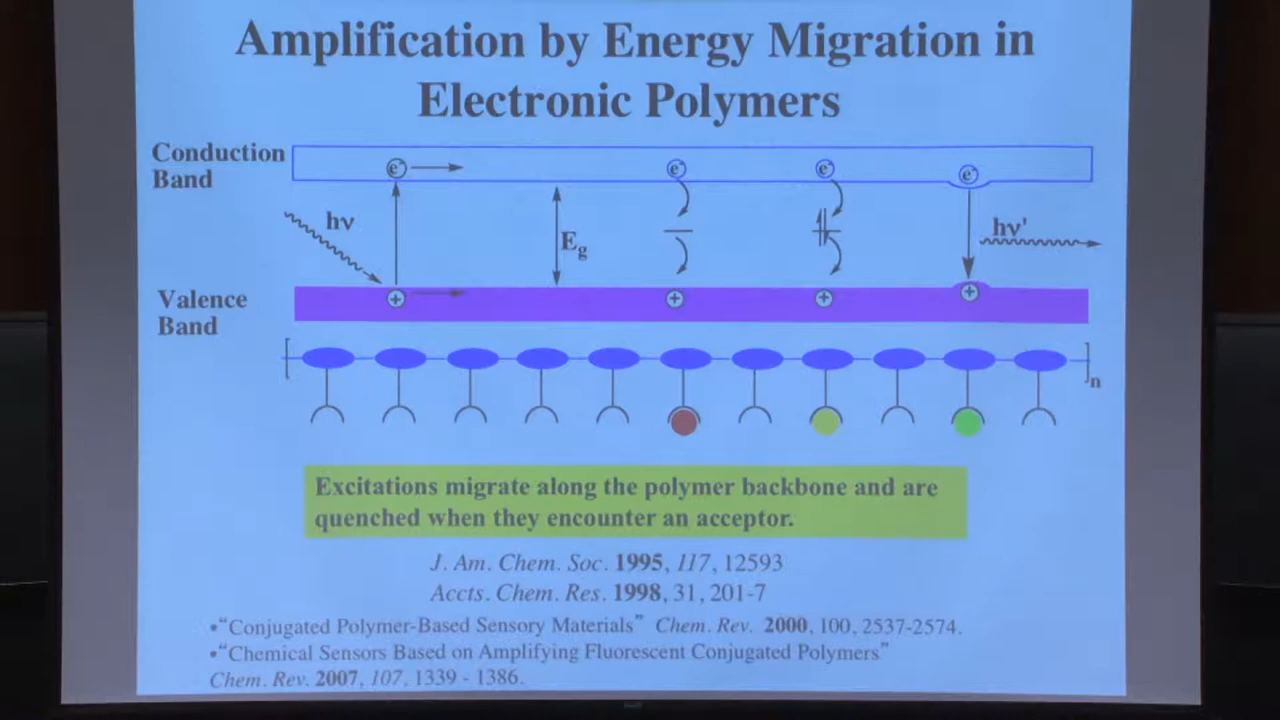 Amplification by Energy Migration in
Electronic Polymers
Conduction
Band
e-
e-
e-
e-
hν
Eg
hν'
Valence
Band
+
+
+
+
n
Excitations migrate along the polymer backbone and are
quenched when they encounter an acceptor.
J. Am. Chem. Soc. 1995, 117, 12593
Accts. Chem. Res. 1998, 31, 201-7
•“Conjugated Polymer-Based Sensory Materials” Chem. Rev. 2000, 100, 2537-2574.
•“Chemical Sensors Based on Amplifying Fluorescent Conjugated Polymers”
Chem. Rev. 2007, 107, 1339 - 1386.